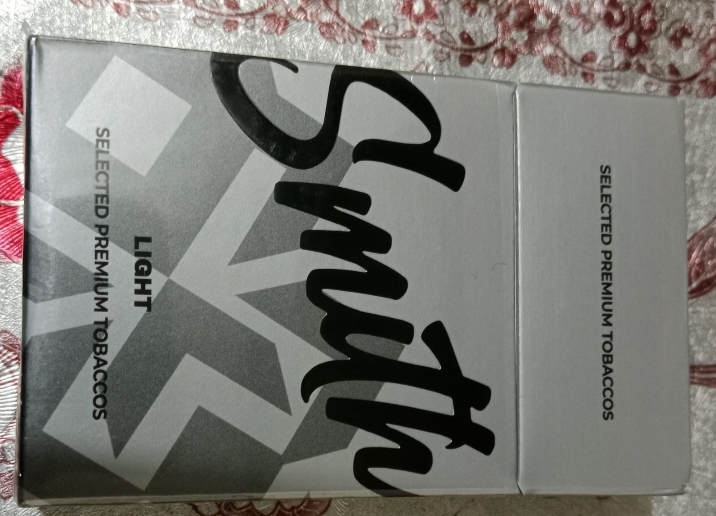 SELECTED PREMIUM TOBACCOS
Smith
LIGHT
SELECTED PREMIUM TOBACCOS